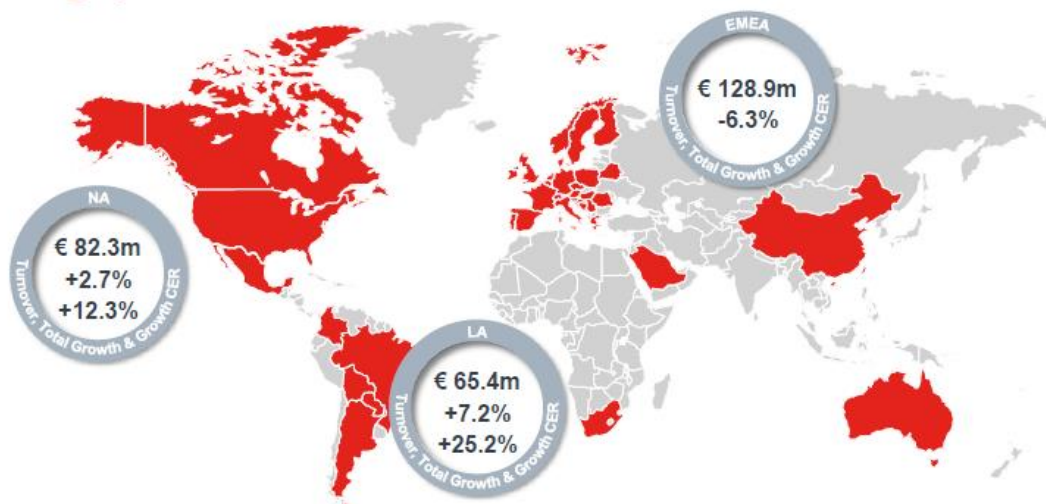 EMEA
€ 128.9m
-6.3%
Turnover, Total Growth & Growth CER
NA
€ 82.3m
+2.7%
+12.3%
Turnover, Total Growth & Growth CER
LA
€ 65.4m
+7.2%
+25.2%
Turnover, Total Growth & Growth CER